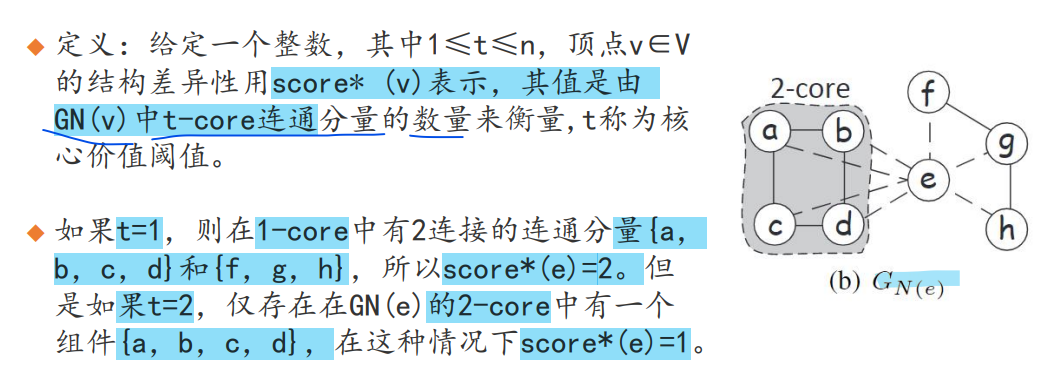 ◆ 定义：给定一个整数，其中1≤t≤n，顶点v∈V
的结构差异性用score* (v)表示，其值是由
GN(v)中t-core连通分量的数量来衡量,t称为核
心价值阈值。
◆ 如果t=1，则在1-core中有2连接的连通分量{a,
b, c, d}和{f, g, h}，所以score*(e)=2。但
是如果t=2，仅存在在GN(e)的2-core中有一个
组件{a, b, c, d}，在这种情况下score*(e)=1。
2-core
f
a
b
g
e
c
d
h
(b) G_{N(e)}